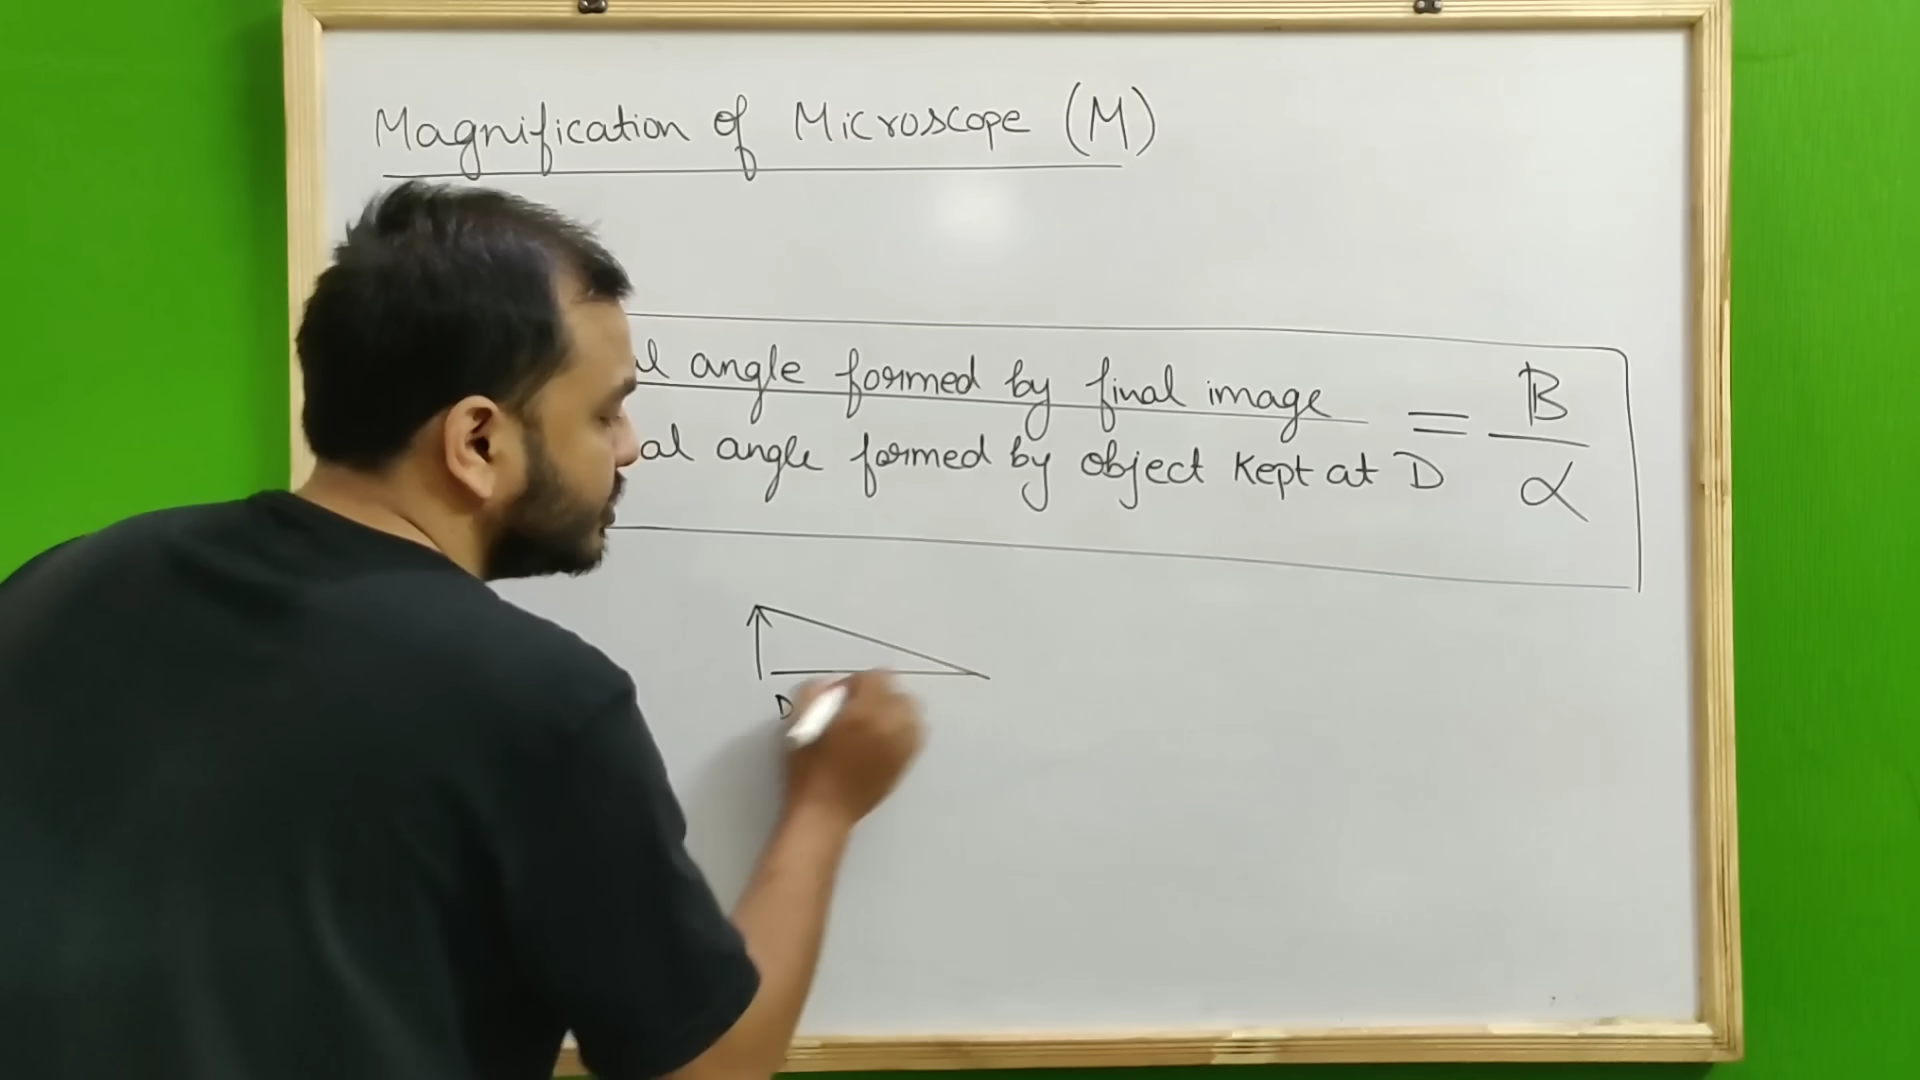 Magnification of Microscope (M)
al angle formed by final image = β
al angle formed by object kept at D α
D